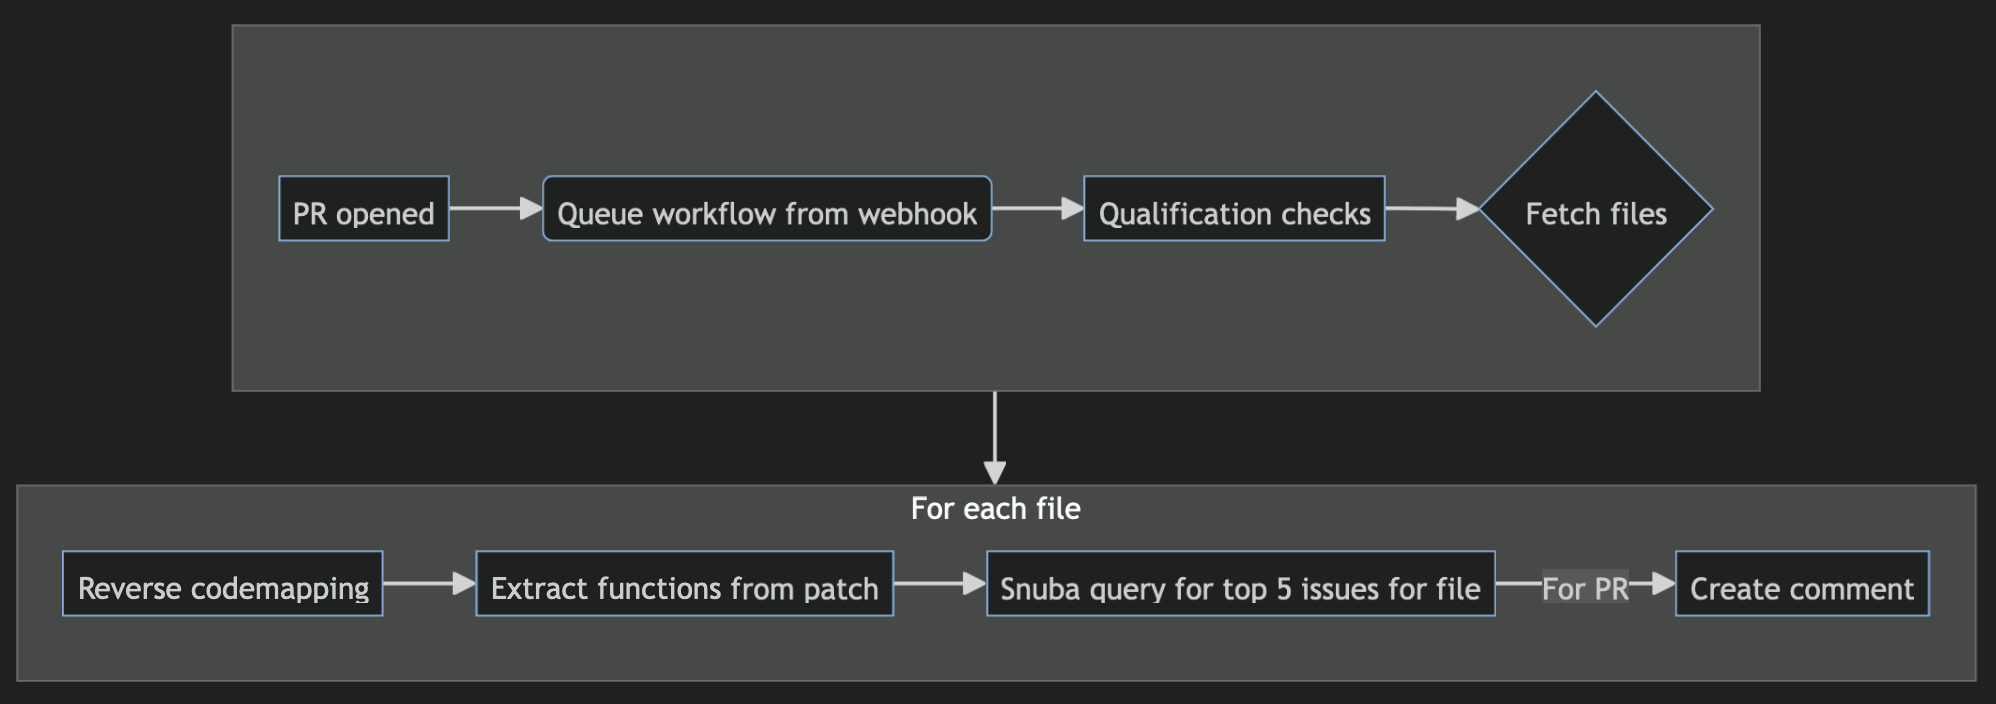 PR opened
Queue workflow from webhook
Qualification checks
Fetch files
For each file
Reverse codemapping
Extract functions from patch
Snuba query for top 5 issues for file
For PR
Create comment